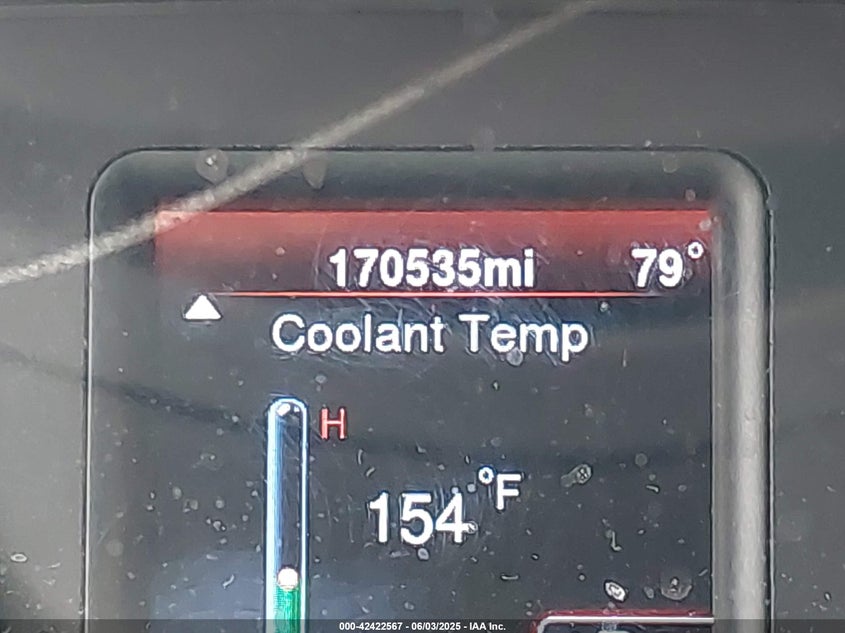 170535mi 79°
Coolant Temp
H
154°F
000-42422567 - 06/03/2025 - IAA Inc.